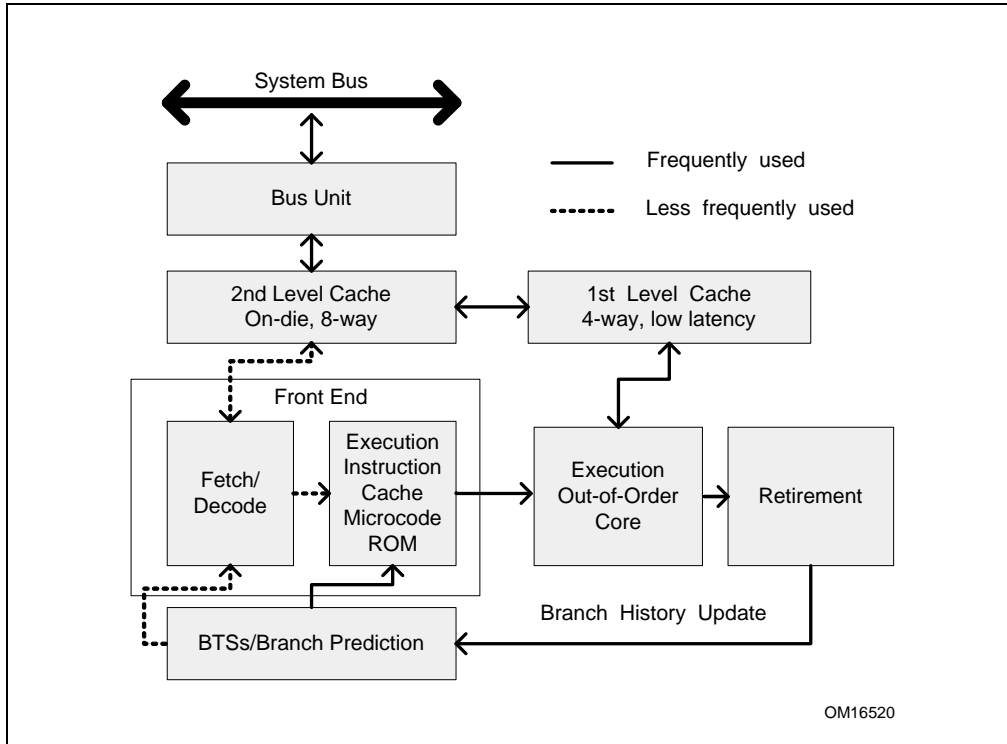 System Bus
Frequently used
Bus Unit
Less frequently used
2nd Level Cache
On-die, 8-way
1st Level Cache
4-way, low latency
Front End
Fetch/
Decode
Execution
Instruction
Cache
Microcode
ROM
Execution
Out-of-Order
Core
Retirement
Branch History Update
BTSs/Branch Prediction
OM16520